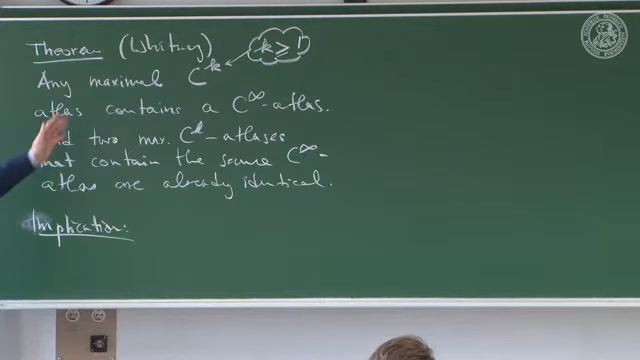 Theorem (Whitney) k ≥ 1
Any maximal C^k
atlas contains a C^∞-atlas.
two max. C^k-atlases
that contain the same C^∞-
atlas are already identical.
Implication: